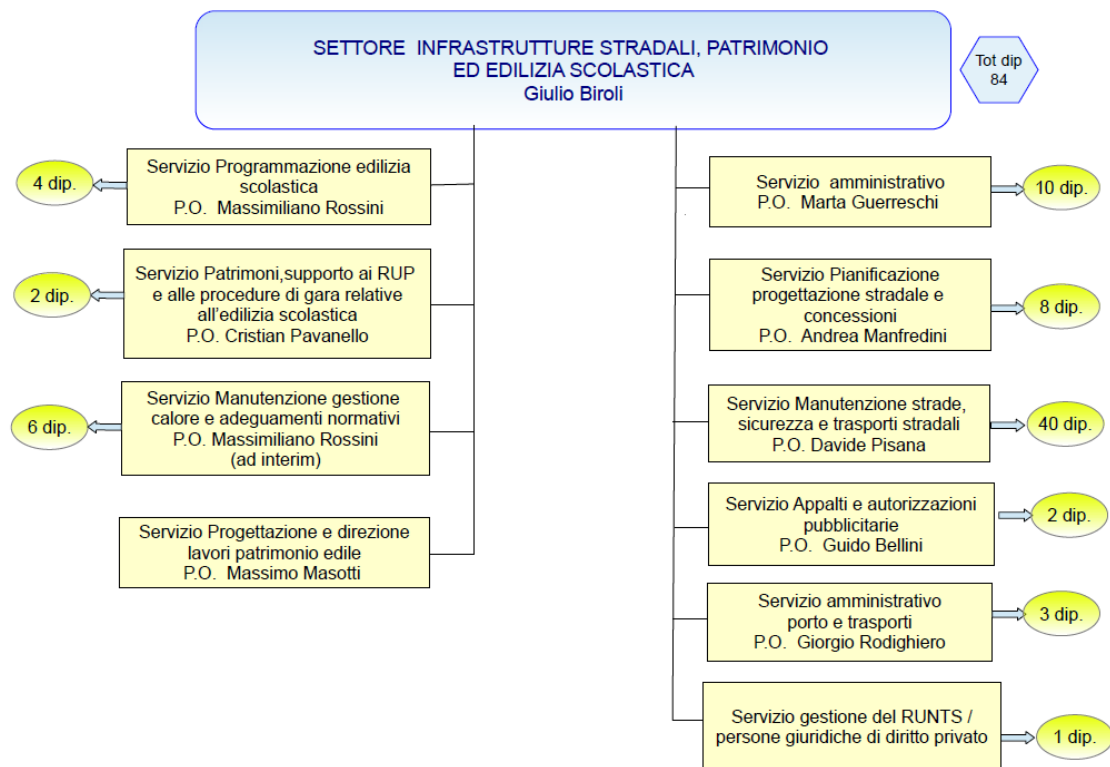 SETTORE INFRASTRUTTURE STRADALI, PATRIMONIO
ED EDILIZIA SCOLASTICA
Giulio Biroli
Tot dip
84
4 dip.
Servizio Programmazione edilizia
scolastica
P.O. Massimiliano Rossini
2 dip.
Servizio Patrimoni,supporto ai RUP
e alle procedure di gara relative
all'edilizia scolastica
P.O. Cristian Pavanello
6 dip.
Servizio Manutenzione gestione
calore e adeguamenti normativi
P.O. Massimiliano Rossini
(ad interim)
Servizio Progettazione e direzione
lavori patrimonio edile
P.O. Massimo Masotti
Servizio amministrativo
P.O. Marta Guerreschi
10 dip.
Servizio Pianificazione
progettazione stradale e
concessioni
P.O. Andrea Manfredini
8 dip.
Servizio Manutenzione strade,
sicurezza e trasporti stradali
P.O. Davide Pisana
40 dip.
Servizio Appalti e autorizzazioni
pubblicitarie
P.O. Guido Bellini
2 dip.
Servizio amministrativo
porto e trasporti
P.O. Giorgio Rodighiero
3 dip.
Servizio gestione del RUNTS /
persone giuridiche di diritto privato
1 dip.